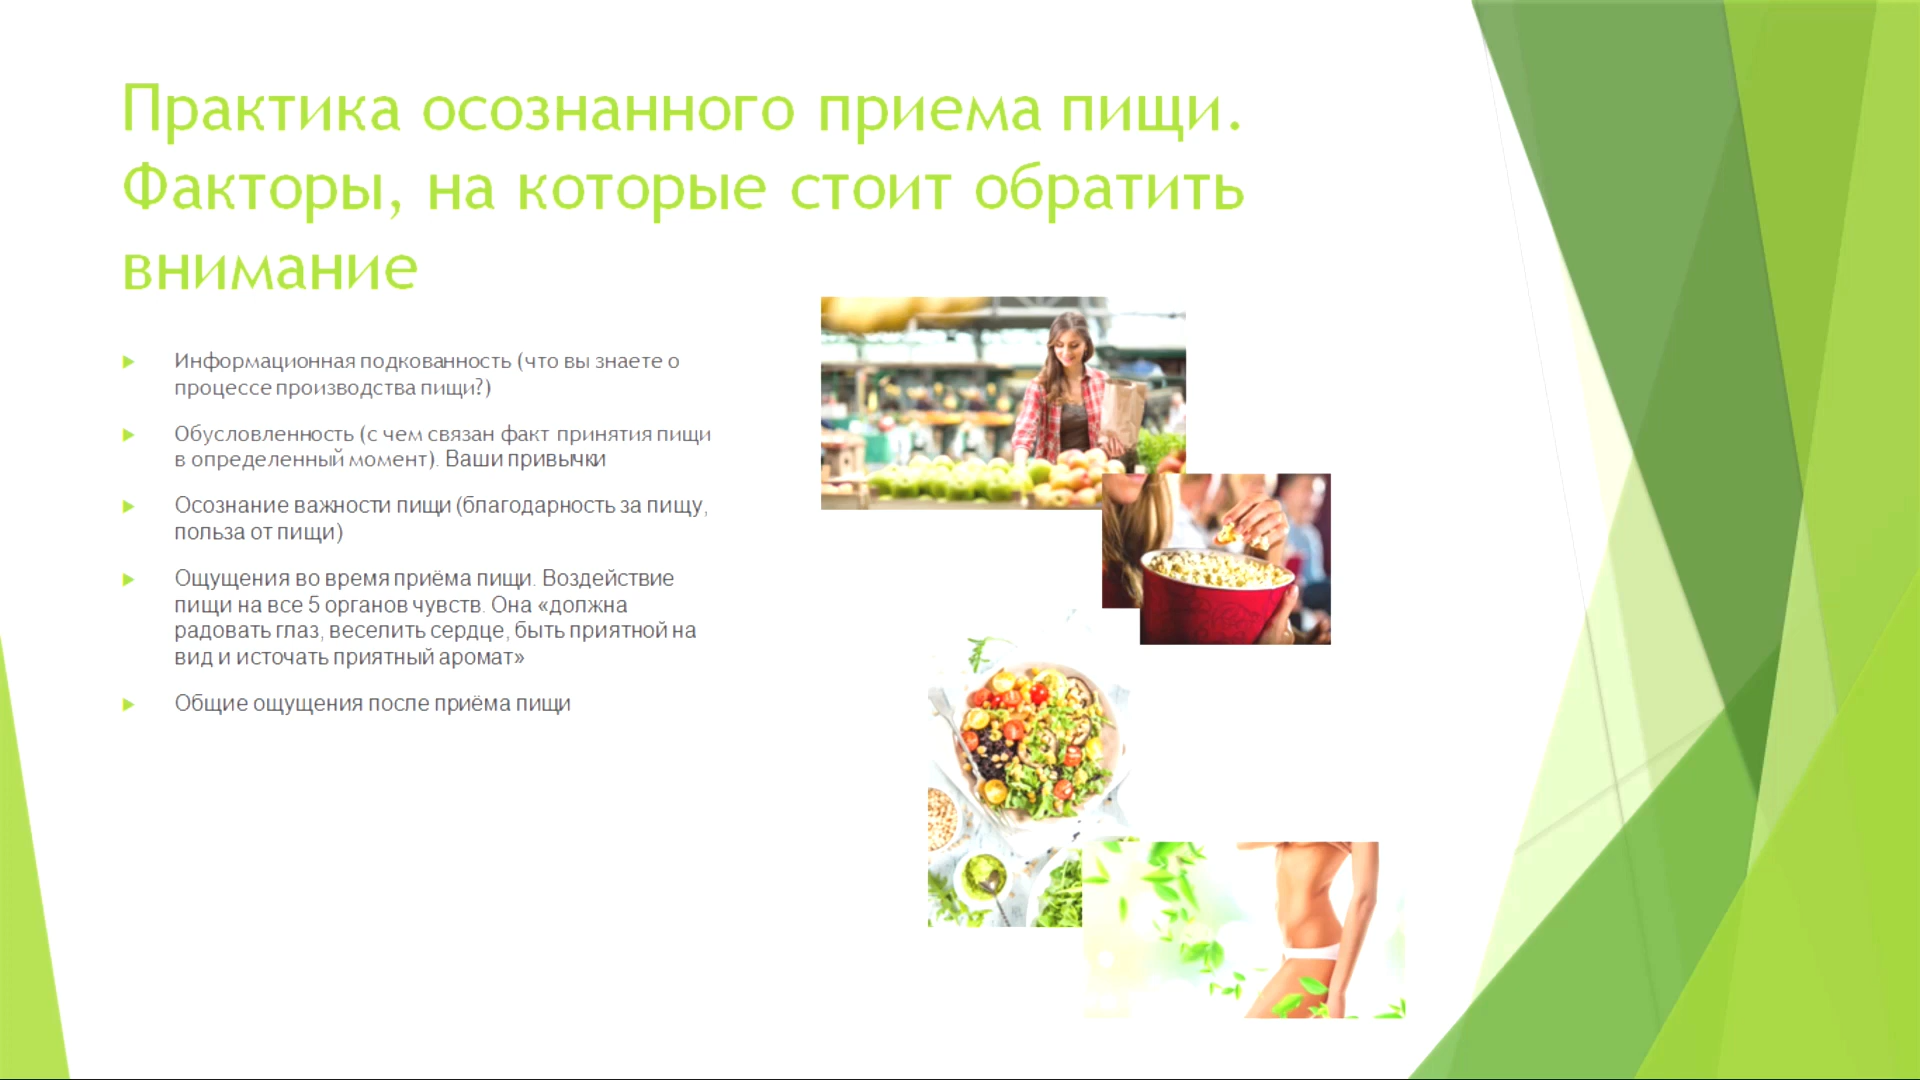 Практика осознанного приема пищи.
Факторы, на которые стоит обратить
внимание
Информационная подкованность (что вы знаете о
процессе производства пищи?)
Обусловленность (с чем связан факт принятия пищи
в определенный момент). Ваши привычки
Осознание важности пищи (благодарность за пищу,
польза от пищи)
Ощущения во время приёма пищи. Воздействие
пищи на все 5 органов чувств. Она «должна
радовать глаз, веселить сердце, быть приятной на
вид и источать приятный аромат»
Общие ощущения после приёма пищи